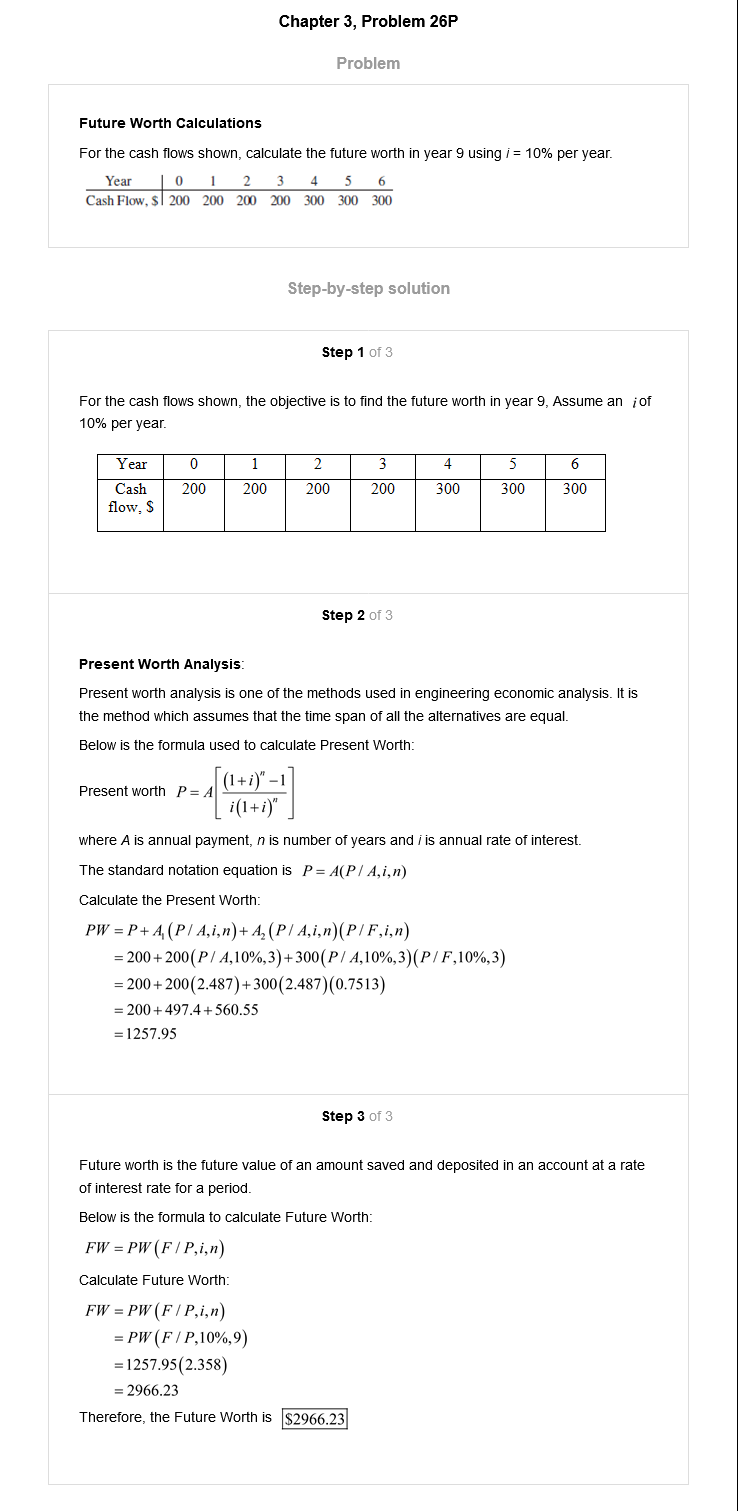 Chapter 3, Problem 26P
Problem
Future Worth Calculations
For the cash flows shown, calculate the future worth in year 9 using i = 10% per year.
Year 0 1 2 3 4 5 6
Cash Flow, $ 200 200 200 200 300 300 300
Step-by-step solution
Step 1 of 3
For the cash flows shown, the objective is to find the future worth in year 9, Assume an i of
10% per year.
Year 0 1 2 3 4 5 6
Cash 200 200 200 200 300 300 300
flow, $
Step 2 of 3
Present Worth Analysis:
Present worth analysis is one of the methods used in engineering economic analysis. It is
the method which assumes that the time span of all the alternatives are equal.
Below is the formula used to calculate Present Worth:
Present worth P = A[((1+i)^n −1)/(i(1+i)^n)]
where A is annual payment, n is number of years and i is annual rate of interest.
The standard notation equation is P = A(P / A,i,n)
Calculate the Present Worth:
PW = P + A₁(P / A,i,n) + A₂(P / A,i,n)(P / F,i,n)
= 200 + 200(P / A,10%,3) + 300(P / A,10%,3)(P / F,10%,3)
= 200 + 200(2.487) + 300(2.487)(0.7513)
= 200 + 497.4 + 560.55
= 1257.95
Step 3 of 3
Future worth is the future value of an amount saved and deposited in an account at a rate
of interest rate for a period.
Below is the formula to calculate Future Worth:
FW = PW(F / P,i,n)
Calculate Future Worth:
FW = PW(F / P,i,n)
= PW(F / P,10%,9)
= 1257.95(2.358)
= 2966.23
Therefore, the Future Worth is $2966.23